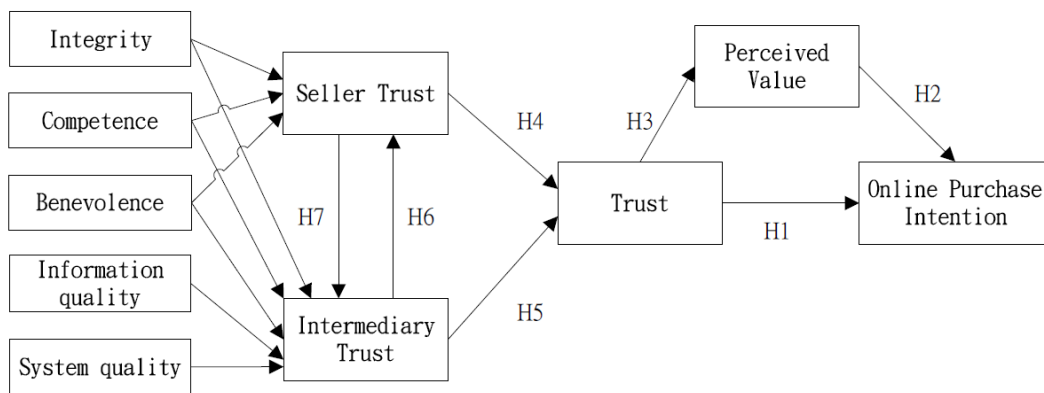 Integrity
Competence
Benevolence
Information
quality
System quality
Seller Trust
H7
H6
Intermediary
Trust
H4
H5
Trust
H3
Perceived
Value
H2
H1
Online Purchase
Intention